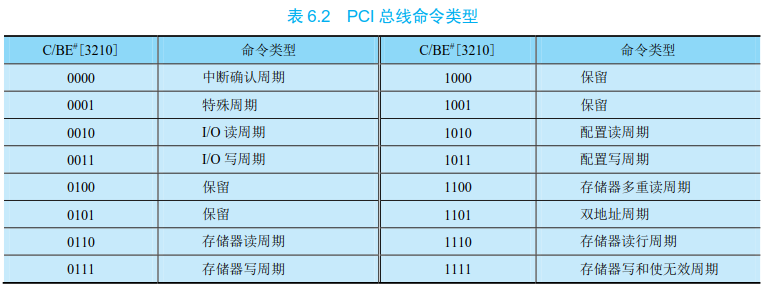 表 6.2 PCI 总线命令类型
C/BE#[3210] 命令类型 C/BE#[3210] 命令类型
0000 中断确认周期 1000 保留
0001 特殊周期 1001 保留
0010 I/O 读周期 1010 配置读周期
0011 I/O 写周期 1011 配置写周期
0100 保留 1100 存储器多重读周期
0101 保留 1101 双地址周期
0110 存储器读周期 1110 存储器读行周期
0111 存储器写周期 1111 存储器写和使无效周期